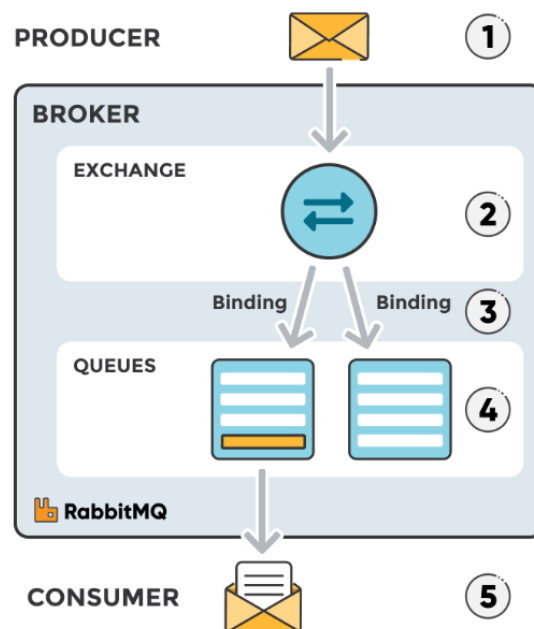 PRODUCER
1
BROKER
EXCHANGE
2
Binding
Binding
3
QUEUES
4
RabbitMQ
CONSUMER
5